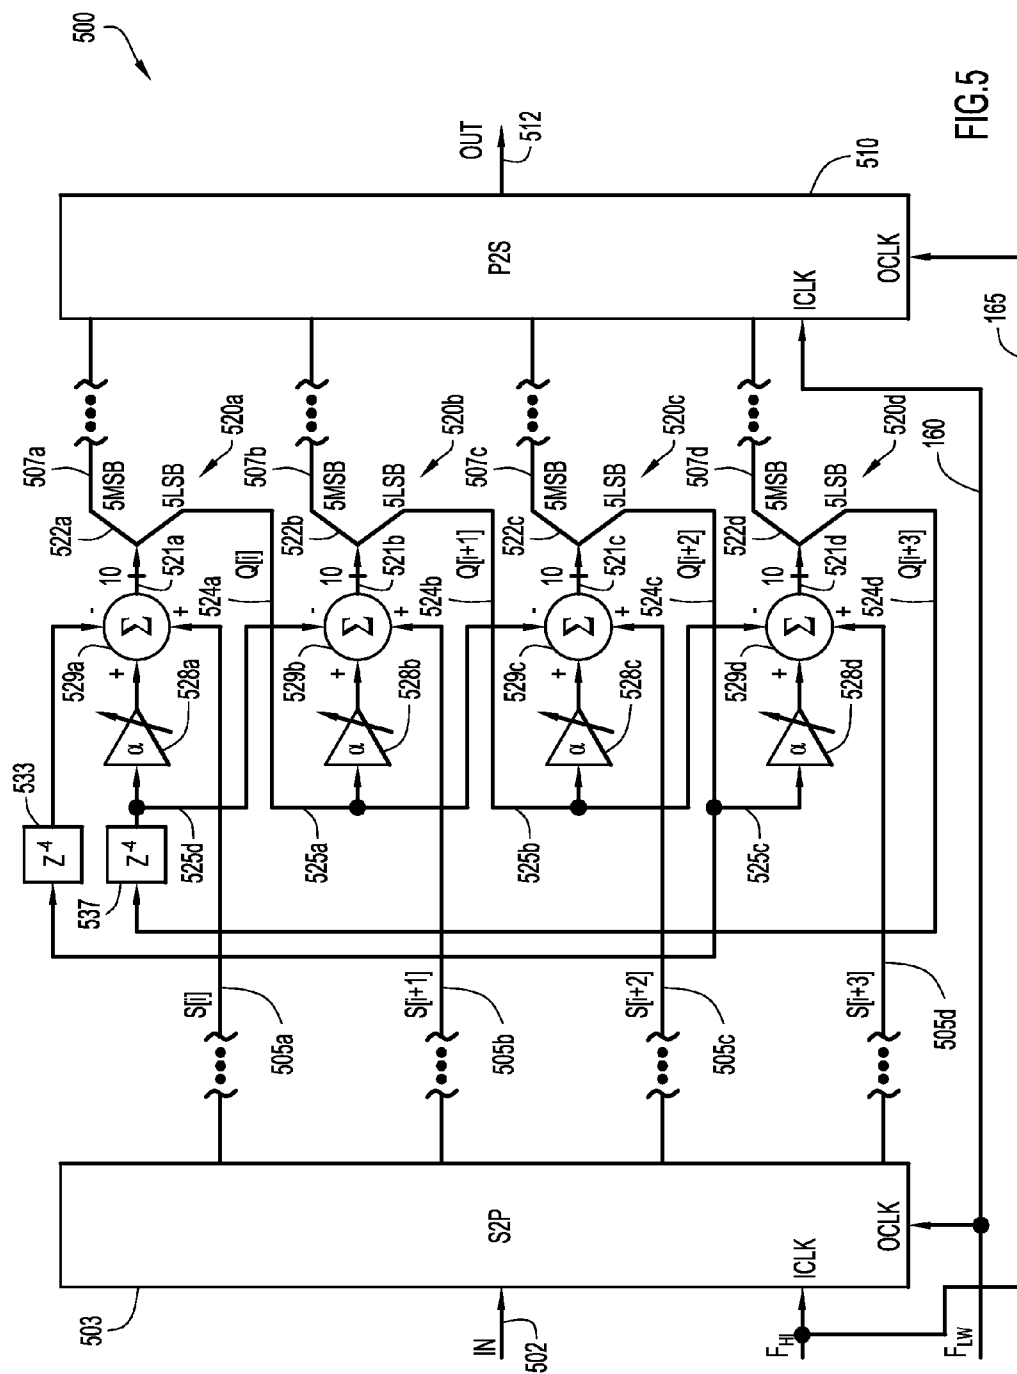 500
IN
502
503
S2P
ICLK
OCLK
F_HI
F_LW
S[i]
505a
S[i+1]
505b
S[i+2]
505c
S[i+3]
505d
Z^-4
533
Z^-4
537
525d
α
528a
+
-
+
Σ
529a
10
521a
522a
5MSB
507a
5LSB
520a
524a
Q[i]
525a
α
528b
+
-
+
Σ
529b
10
521b
522b
5MSB
507b
5LSB
520b
524b
Q[i+1]
525b
α
528c
+
-
+
Σ
529c
10
521c
522c
5MSB
507c
5LSB
520c
524c
Q[i+2]
525c
α
528d
+
-
+
Σ
529d
10
521d
522d
5MSB
507d
5LSB
520d
524d
Q[i+3]
P2S
ICLK
OCLK
510
OUT
512
160
165
FIG.5